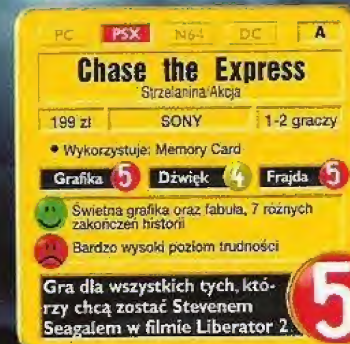 PC PSX N64 DC A
Chase the Express
Strzelanina/Akcja
199 zł SONY 1-2 graczy
• Wykorzystuje: Memory Card
Grafika 5 Dźwięk 4 Frajda 5
Świetna grafika oraz fabuła, 7 różnych
zakończeń historii
Bardzo wysoki poziom trudności
Gra dla wszystkich tych, któ-
rzy chcą zostać Stevenem
Seagalem w filmie Liberator 2.
5